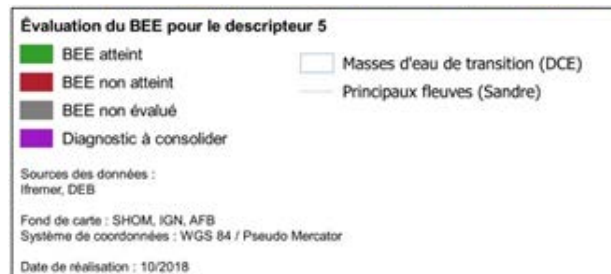 Évaluation du BEE pour le descripteur 5
BEE atteint
BEE non atteint
BEE non évalué
Diagnostic à consolider
Masses d'eau de transition (DCE)
Principaux fleuves (Sandre)
Sources des données :
Ifremer, DEB
Fond de carte : SHOM, IGN, AFB
Système de coordonnées : WGS 84 / Pseudo Mercator
Date de réalisation : 10/2018